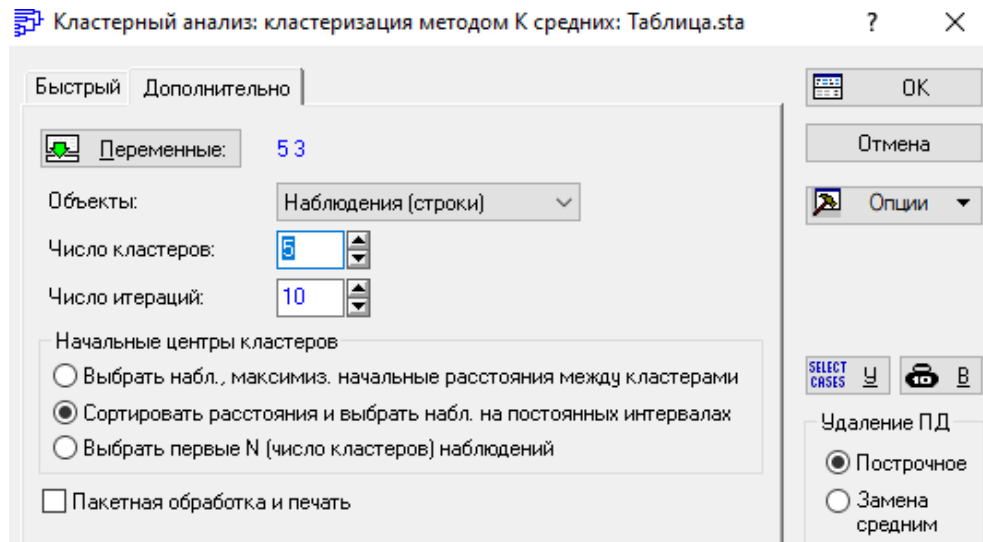 Кластерный анализ: кластеризация методом К средних: Таблица.sta ? ×
Быстрый Дополнительно
Переменные: 5 3
Объекты: Наблюдения (строки)
Число кластеров: 5
Число итераций: 10
Начальные центры кластеров
Выбрать набл., максимиз. начальные расстояния между кластерами
Сортировать расстояния и выбрать набл. на постоянных интервалах
Выбрать первые N (число кластеров) наблюдений
Пакетная обработка и печать
OK
Отмена
Опции
SELECT CASES У В
Удаление ПД
Построчное
Замена
средним